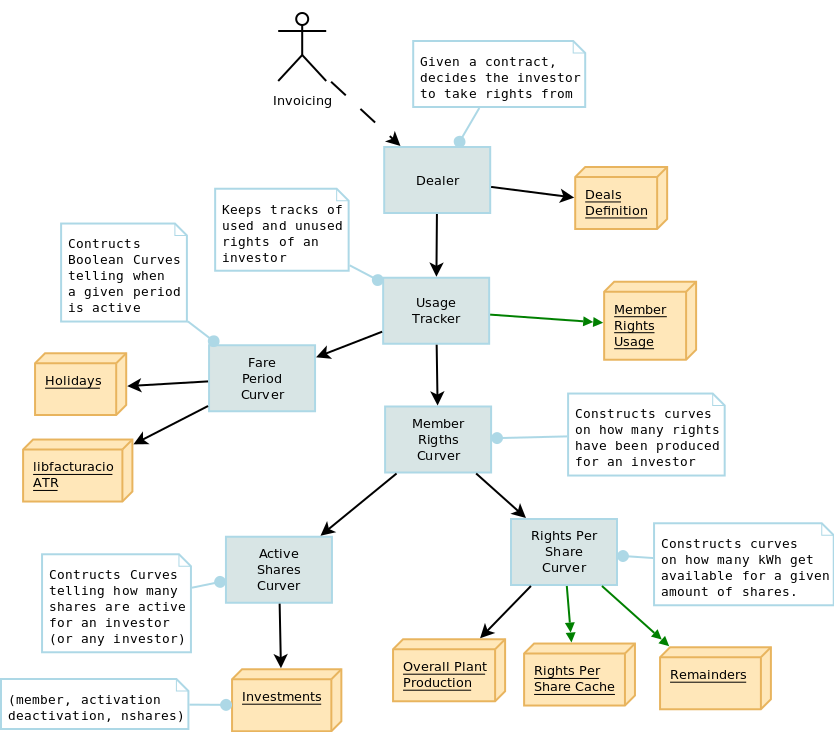 Given a contract,
decides the investor
to take rights from
Invoicing
Dealer
Deals
Definition
Keeps tracks of
used and unused
rights of an
investor
Contructs
Boolean Curves
telling when
a given period
is active
Usage
Tracker
Member
Rights
Usage
Fare
Period
Curver
Holidays
libfacturacio
ATR
Member
Rigths
Curver
Constructs curves
on how many rights
have been produced
for an investor
Active
Shares
Curver
Rights Per
Share
Curver
Constructs curves
on how many kWh get
available for a given
amount of shares.
Contructs Curves
telling how many
shares are active
for an investor
(or any investor)
Overall Plant
Production
Rights Per
Share Cache
Remainders
(member, activation
deactivation, nshares)
Investments